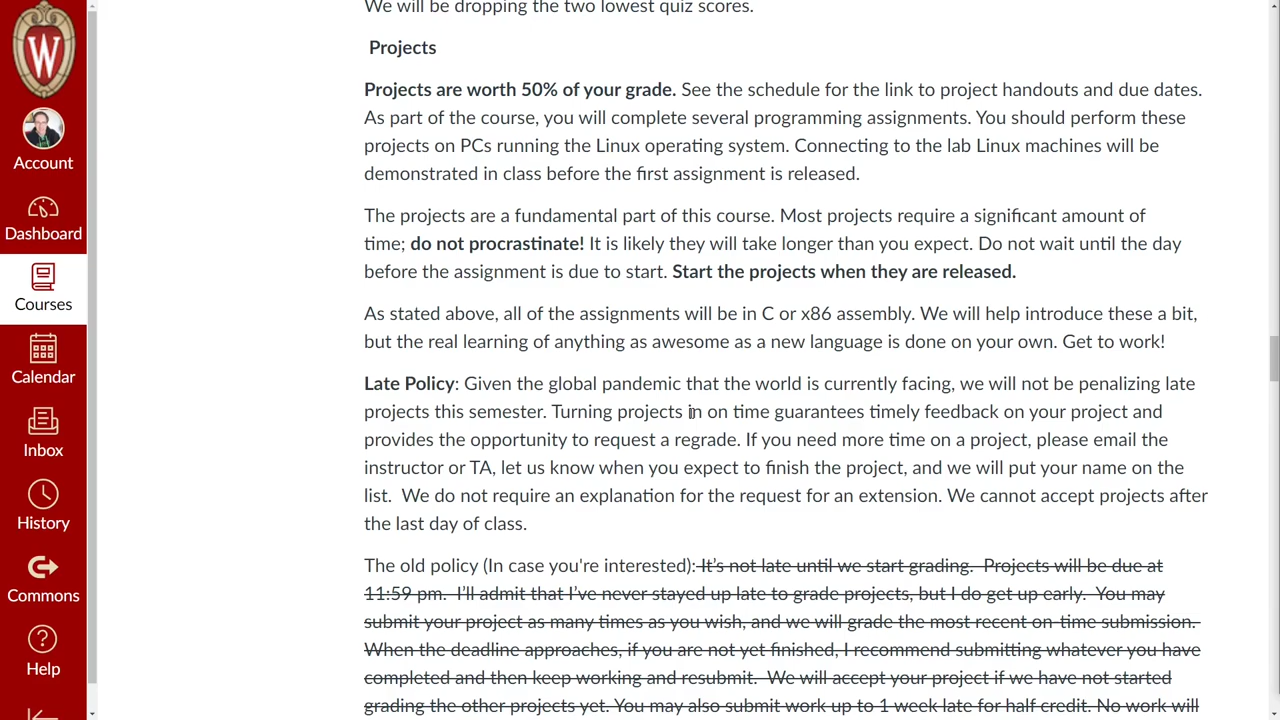 We will be dropping the two lowest quiz scores.
Projects
Projects are worth 50% of your grade. See the schedule for the link to project handouts and due dates.
As part of the course, you will complete several programming assignments. You should perform these
projects on PCs running the Linux operating system. Connecting to the lab Linux machines will be
demonstrated in class before the first assignment is released.
The projects are a fundamental part of this course. Most projects require a significant amount of
time; do not procrastinate! It is likely they will take longer than you expect. Do not wait until the day
before the assignment is due to start. Start the projects when they are released.
As stated above, all of the assignments will be in C or x86 assembly. We will help introduce these a bit,
but the real learning of anything as awesome as a new language is done on your own. Get to work!
Late Policy: Given the global pandemic that the world is currently facing, we will not be penalizing late
projects this semester. Turning projects in on time guarantees timely feedback on your project and
provides the opportunity to request a regrade. If you need more time on a project, please email the
instructor or TA, let us know when you expect to finish the project, and we will put your name on the
list. We do not require an explanation for the request for an extension. We cannot accept projects after
the last day of class.
The old policy (In case you're interested): It's not late until we start grading. Projects will be due at
11:59 pm. I'll admit that I've never stayed up late to grade projects, but I do get up early. You may
submit your project as many times as you wish, and we will grade the most recent on-time submission.
When the deadline approaches, if you are not yet finished, I recommend submitting whatever you have
completed and then keep working and resubmit. We will accept your project if we have not started
grading the other projects yet. You may also submit work up to 1 week late for half credit. No work will
W
Account
Dashboard
Courses
Calendar
Inbox
History
Commons
?
Help